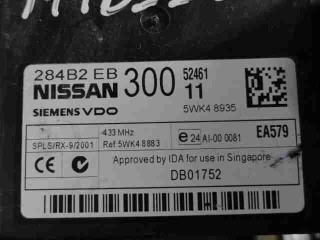 284B2 EB 300 52461
NISSAN 11
SIEMENS VDO 5WK4 8935
433 MHz e 24 AI-00 0081 EA579
SPLS/RX-9/2001 Ref 5WK4 8883
CE Approved by IDA for use in Singapore
DB01752